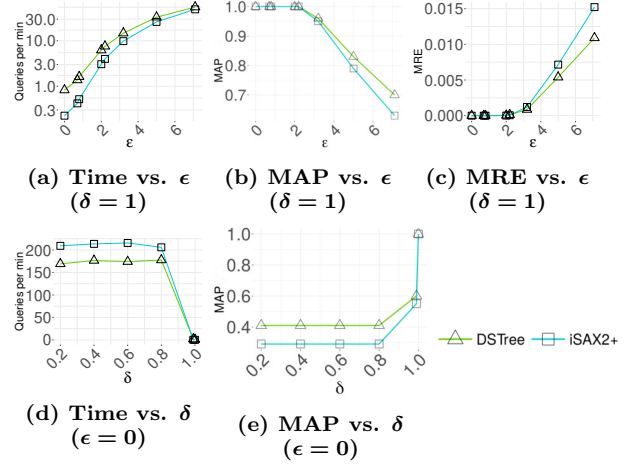 Queries per min
30.0
10.0
3.0
1.0
0.3
0
2
4
6
ε
MAP
1.0
0.9
0.8
0.7
0
2
4
6
ε
MRE
0.015
0.010
0.005
0.000
0
2
4
6
ε
(a) Time vs. ϵ
(δ = 1)
(b) MAP vs. ϵ
(δ = 1)
(c) MRE vs. ϵ
(δ = 1)
Queries per min
200
150
100
50
0
0.2
0.4
0.6
0.8
1.0
δ
MAP
1.0
0.8
0.6
0.4
0.2
0.4
0.6
0.8
1.0
δ
DSTree
iSAX2+
(d) Time vs. δ
(ϵ = 0)
(e) MAP vs. δ
(ϵ = 0)